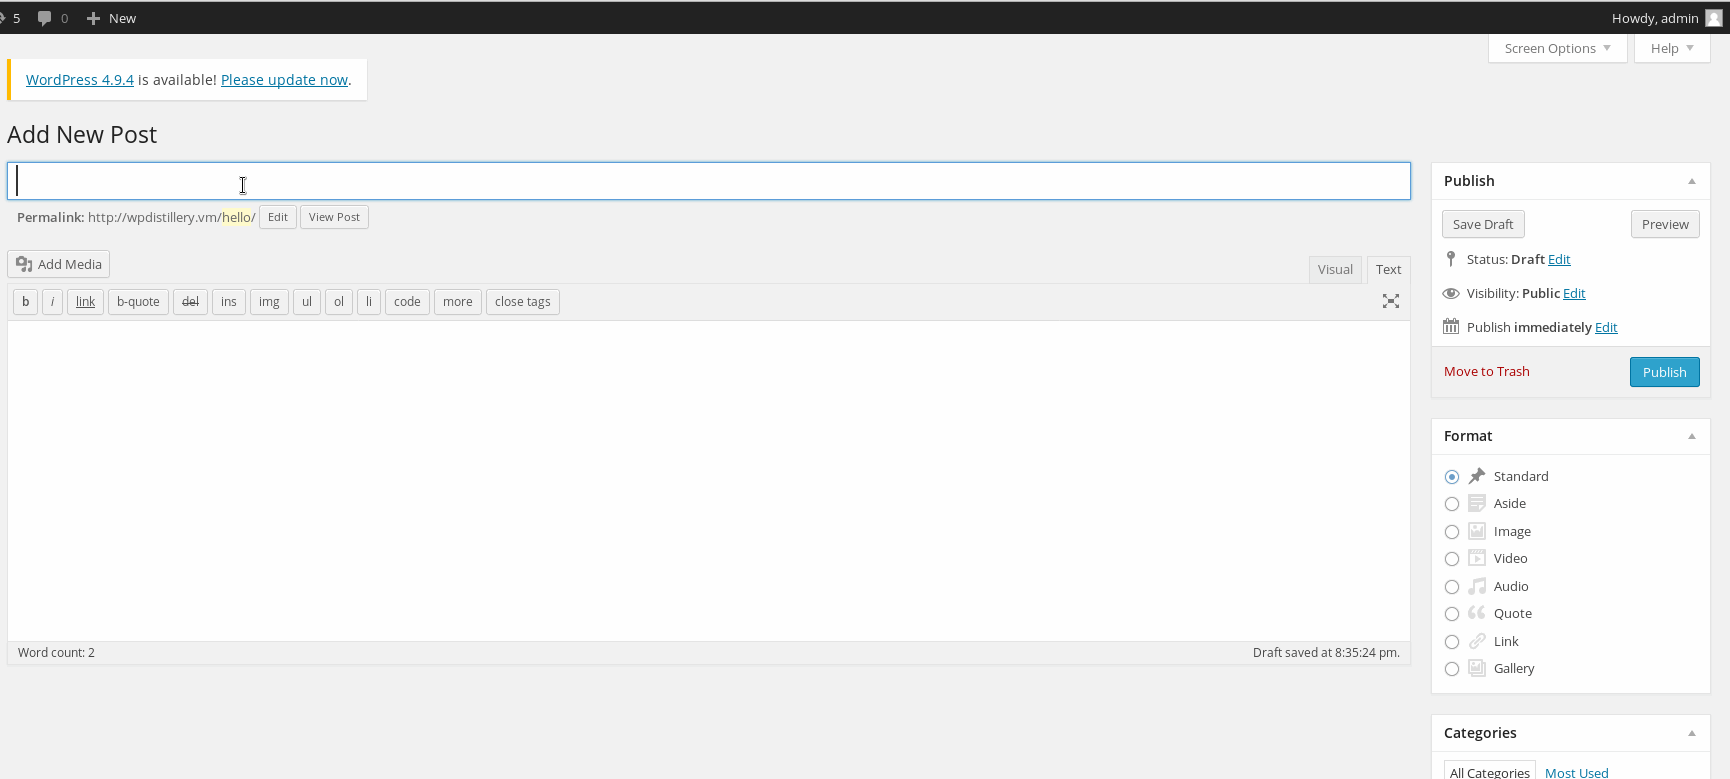 5 0 New Howdy, admin
Screen Options Help
WordPress 4.9.4 is available! Please update now.
Add New Post
Permalink: http://wpdistillery.vm/hello/ Edit View Post
Add Media
Visual Text
b i link b-quote del ins img ul ol li code more close tags
Word count: 2 Draft saved at 8:35:24 pm.
Publish
Save Draft Preview
Status: Draft Edit
Visibility: Public Edit
Publish immediately Edit
Move to Trash Publish
Format
Standard
Aside
Image
Video
Audio
Quote
Link
Gallery
Categories
All Categories Most Used